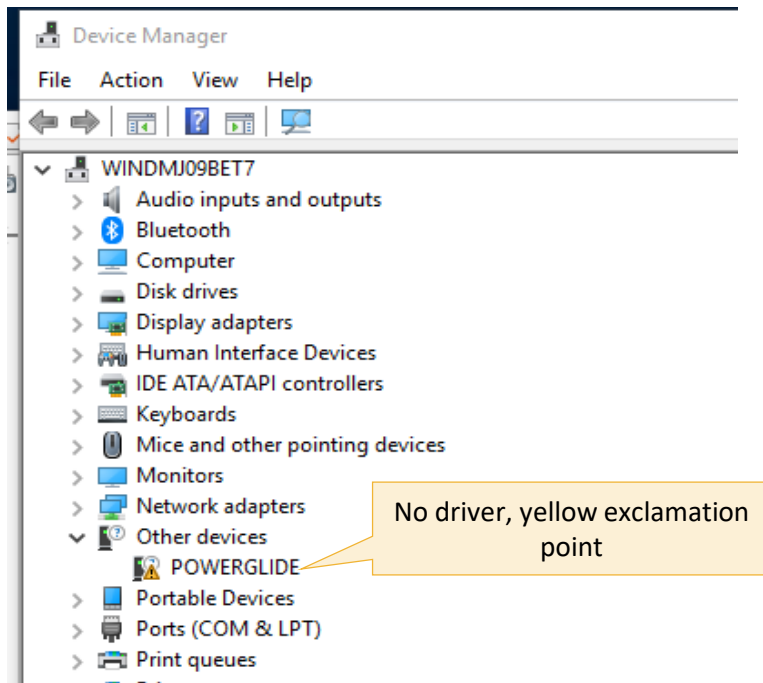 Device Manager
File Action View Help
WINDMJ09BET7
Audio inputs and outputs
Bluetooth
Computer
Disk drives
Display adapters
Human Interface Devices
IDE ATA/ATAPI controllers
Keyboards
Mice and other pointing devices
Monitors
Network adapters
Other devices
POWERGLIDE
No driver, yellow exclamation
point
Portable Devices
Ports (COM & LPT)
Print queues